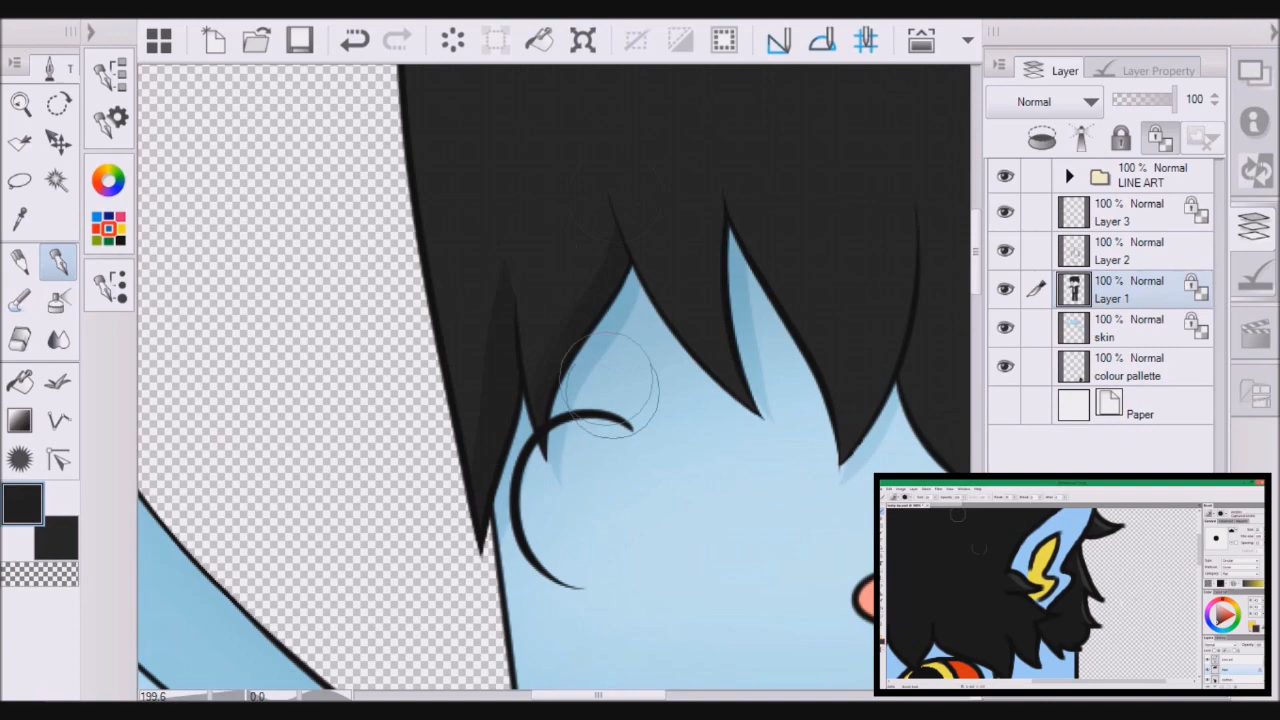 T
Layer
Layer Property
Normal
100
100 % Normal
LINE ART
100 % Normal
Layer 3
100 % Normal
Layer 2
100 % Normal
Layer 1
100 % Normal
skin
100 % Normal
colour pallette
Paper
199.6
0.0